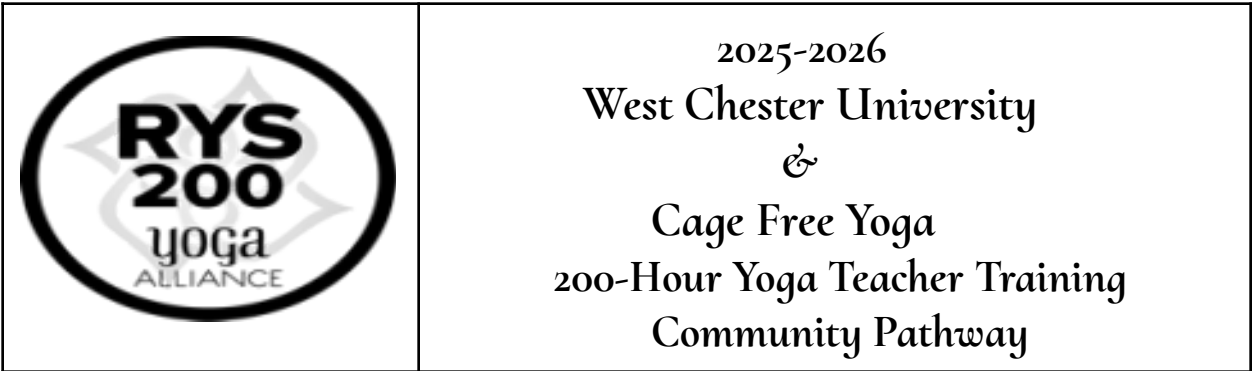 RYS
200
yoga
ALLIANCE
2025-2026
West Chester University
&
Cage Free Yoga
200-Hour Yoga Teacher Training
Community Pathway